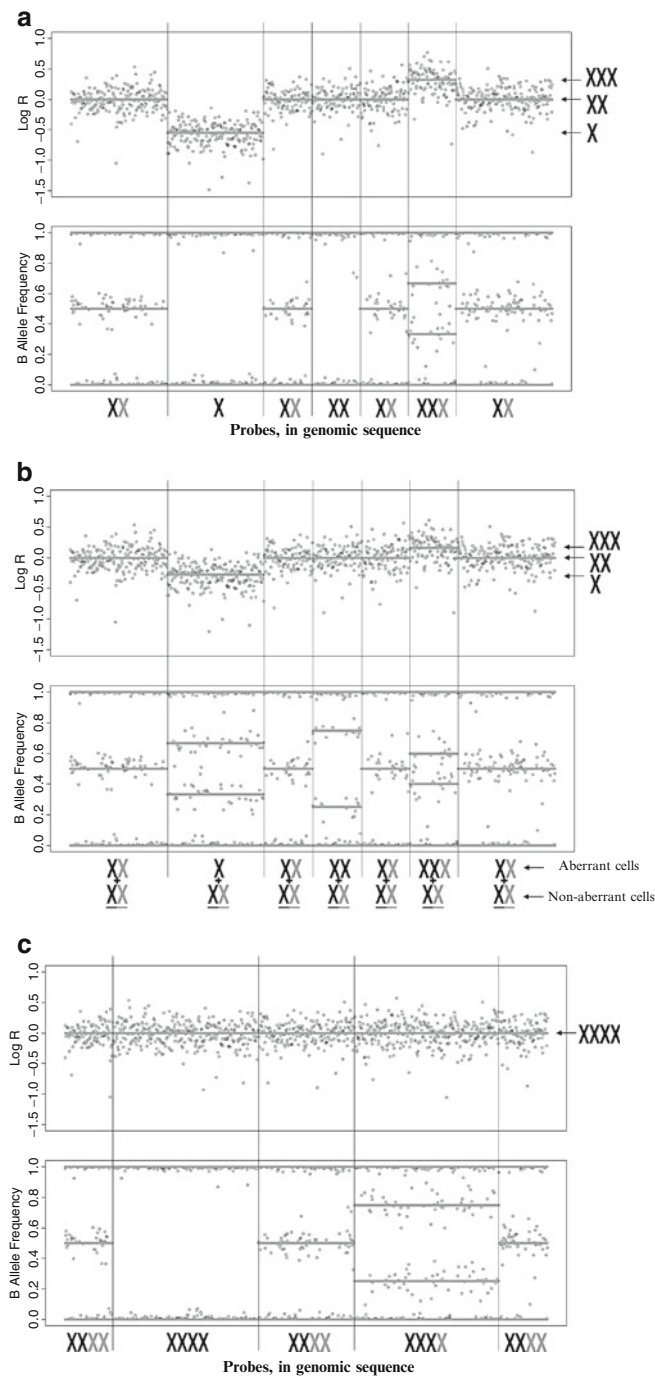 a
1.0
0.5
0.0
−0.5
−1.0
−1.5
Log R
XXX
XX
X
1.0
0.8
0.6
0.4
0.2
0.0
B Allele Frequency
XX X XX XX XX XXX XX
Probes, in genomic sequence
b
1.0
0.5
0.0
−0.5
−1.0
−1.5
Log R
XXX
XX
X
1.0
0.8
0.6
0.4
0.2
0.0
B Allele Frequency
XX X XX XX XX XXX XX Aberrant cells
+ + + + + + +
XX XX XX XX XX XX XX Non-aberrant cells
c
1.0
0.5
0.0
−0.5
−1.0
−1.5
Log R
XXXX
1.0
0.8
0.6
0.4
0.2
0.0
B Allele Frequency
XXXX XXXX XXXX XXXX XXXX
Probes, in genomic sequence